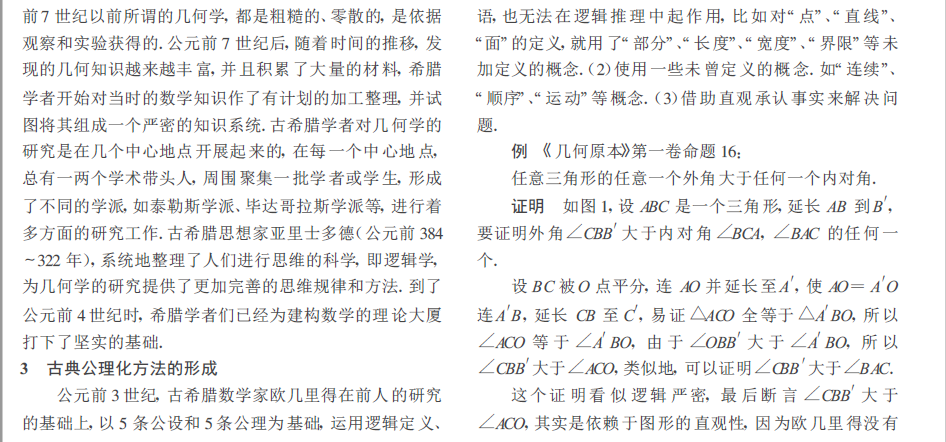 前7 世纪以前所谓的几何学, 都是粗糙的、零散的, 是依据
观察和实验获得的. 公元前 7 世纪后, 随着时间的推移, 发
现的几何知识越来越丰富, 并且积累了大量的材料, 希腊
学者开始对当时的数学知识作了有计划的加工整理, 并试
图将其组成一个严密的知识系统. 古希腊学者对几何学的
研究是在几个中心地点开展起来的, 在每一个中心地点,
总有一两个学术带头人, 周围聚集一批学者或学生, 形成
了不同的学派, 如泰勒斯学派、毕达哥拉斯学派等, 进行着
多方面的研究工作. 古希腊思想家亚里士多德(公元前 384
~322 年), 系统地整理了人们进行思维的科学, 即逻辑学,
为几何学的研究提供了更加完善的思维规律和方法. 到了
公元前 4 世纪时, 希腊学者们已经为建构数学的理论大厦
打下了坚实的基础.
3 古典公理化方法的形成
公元前 3 世纪, 古希腊数学家欧几里得在前人的研究
的基础上, 以 5 条公设和 5 条公理为基础, 运用逻辑定义、
语, 也无法在逻辑推理中起作用, 比如对“点”、“直线”、
“面”的定义, 就用了“部分”、“长度”、“宽度”、“界限”等未
加定义的概念. (2) 使用一些未曾定义的概念. 如“连续”、
“顺序”、“运动”等概念. (3) 借助直观承认事实来解决问
题.
例 《几何原本》第一卷命题 16:
任意三角形的任意一个外角大于任何一个内对角.
证明 如图 1, 设 ABC 是一个三角形, 延长 AB 到 B′,
要证明外角∠CBB′大于内对角∠BCA, ∠BAC 的任何一
个.
设 BC 被 O 点平分, 连 AO 并延长至 A′, 使 AO= A′O
连 A′B, 延长 CB 至 C′, 易证△ACO 全等于△A′BO, 所以
∠ACO 等于∠A′BO, 由于∠OBB′大于∠A′BO, 所以
∠CBB′大于∠ACO, 类似地, 可以证明∠CBB′大于∠BAC.
这个证明看似逻辑严密, 最后断言∠CBB′大于
∠ACO, 其实是依赖于图形的直观性, 因为欧几里得没有